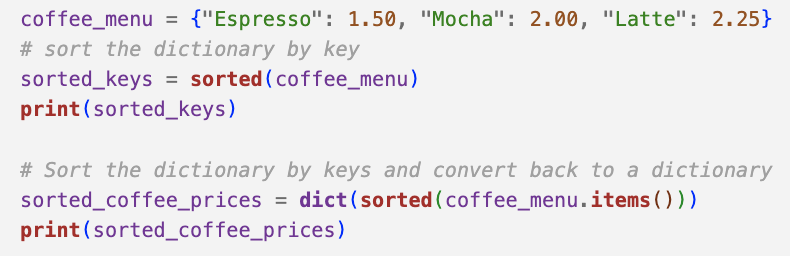 coffee_menu = {"Espresso": 1.50, "Mocha": 2.00, "Latte": 2.25}
# sort the dictionary by key
sorted_keys = sorted(coffee_menu)
print(sorted_keys)

# Sort the dictionary by keys and convert back to a dictionary
sorted_coffee_prices = dict(sorted(coffee_menu.items()))
print(sorted_coffee_prices)